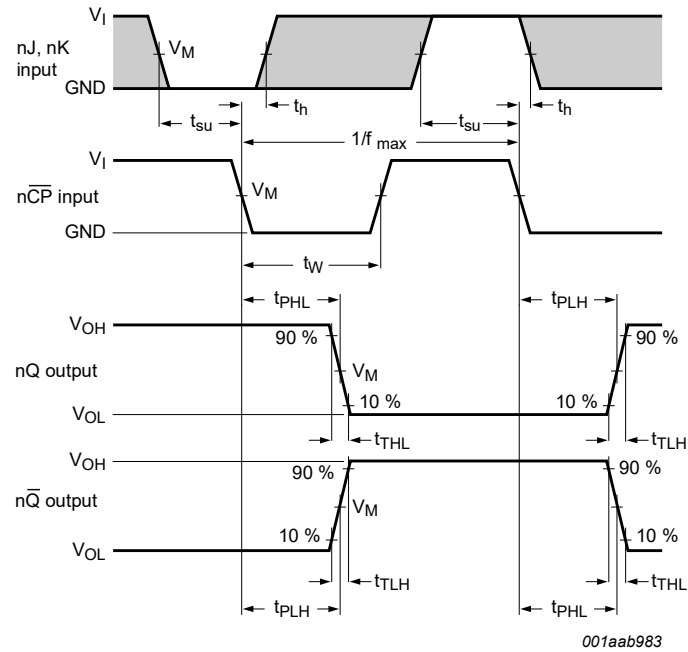 V_I
nJ, nK
input
V_M
GND
t_su
t_h
t_su
t_h
1/f max
V_I
nC̅P̅ input
V_M
GND
t_W
t_PHL
t_PLH
V_OH
90 %
90 %
nQ output
V_M
10 %
10 %
V_OL
t_THL
t_TLH
V_OH
90 %
90 %
nQ̅ output
V_M
10 %
10 %
V_OL
t_TLH
t_THL
t_PLH
t_PHL
001aab983